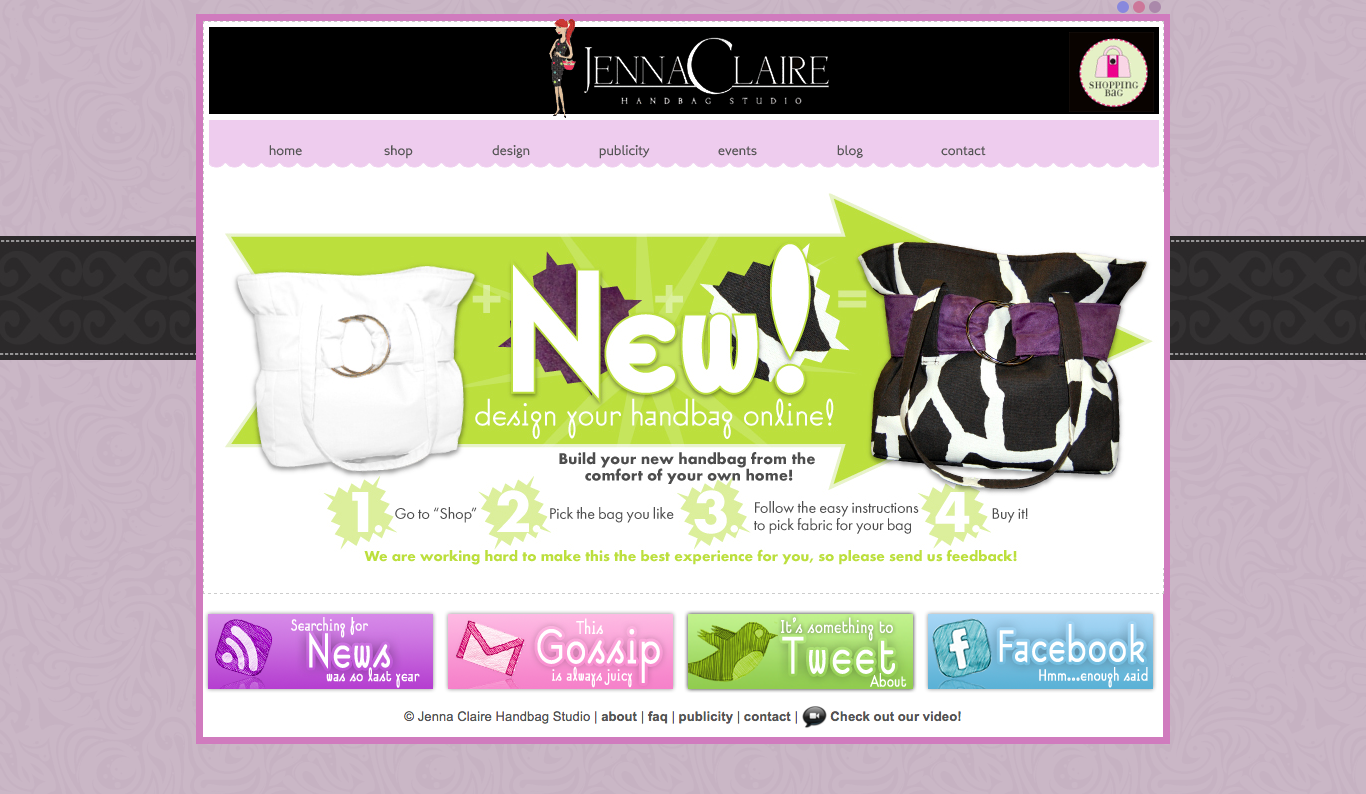 JennaClaire
HANDBAG STUDIO
SHOPPING
BAG
home
shop
design
publicity
events
blog
contact
+
+
=
New!
design your handbag online!
Build your new handbag from the
comfort of your own home!
1.
Go to “Shop”
2.
Pick the bag you like
3.
Follow the easy instructions
to pick fabric for your bag
4.
Buy it!
We are working hard to make this the best experience for you, so please send us feedback!
Searching for
News
was so last year
This
Gossip
is always juicy
It's something to
Tweet
About
f
Facebook
Hmm...enough said
© Jenna Claire Handbag Studio | about | faq | publicity | contact | Check out our video!